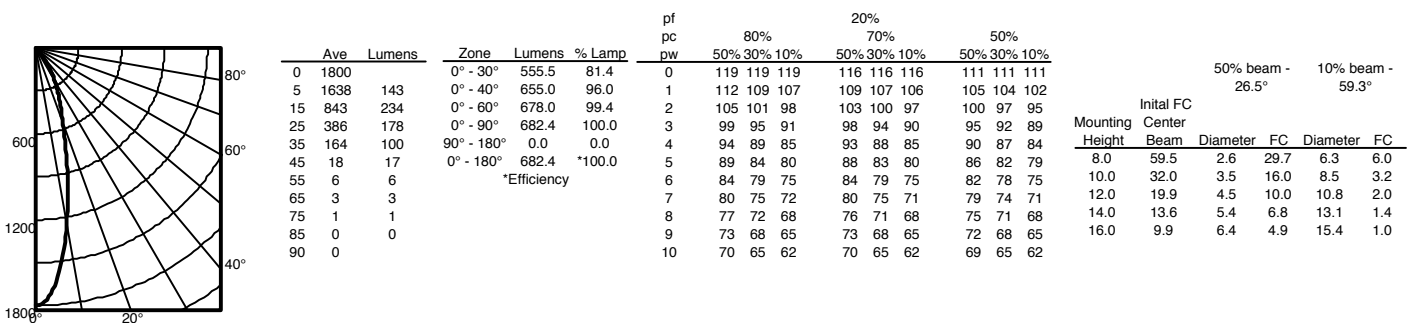 600
1200
1800
0°
20°
40°
60°
80°
Ave Lumens
0 1800
5 1638 143
15 843 234
25 386 178
35 164 100
45 18 17
55 6 6
65 3 3
75 1 1
85 0 0
90 0
Zone Lumens % Lamp
0° - 30° 555.5 81.4
0° - 40° 655.0 96.0
0° - 60° 678.0 99.4
0° - 90° 682.4 100.0
90° - 180° 0.0 0.0
0° - 180° 682.4 *100.0
*Efficiency
pf 20%
pc 80% 70% 50%
pw 50% 30% 10% 50% 30% 10% 50% 30% 10%
0 119 119 119 116 116 116 111 111 111
1 112 109 107 109 107 106 105 104 102
2 105 101 98 103 100 97 100 97 95
3 99 95 91 98 94 90 95 92 89
4 94 89 85 93 88 85 90 87 84
5 89 84 80 88 83 80 86 82 79
6 84 79 75 84 79 75 82 78 75
7 80 75 72 80 75 71 79 74 71
8 77 72 68 76 71 68 75 71 68
9 73 68 65 73 68 65 72 68 65
10 70 65 62 70 65 62 69 65 62
50% beam - 10% beam -
26.5° 59.3°
Inital FC
Mounting Center
Height Beam Diameter FC Diameter FC
8.0 59.5 2.6 29.7 6.3 6.0
10.0 32.0 3.5 16.0 8.5 3.2
12.0 19.9 4.5 10.0 10.8 2.0
14.0 13.6 5.4 6.8 13.1 1.4
16.0 9.9 6.4 4.9 15.4 1.0